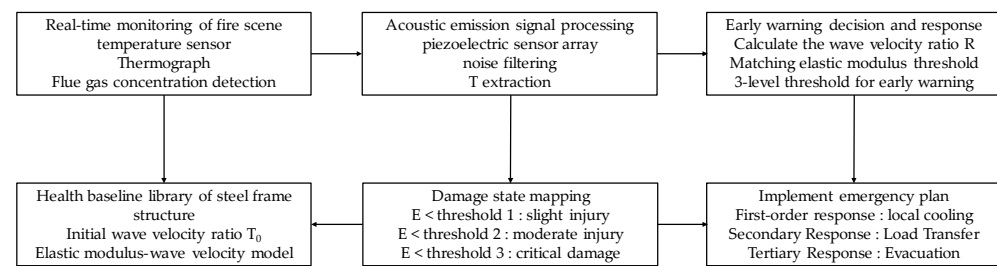 Real-time monitoring of fire scene
temperature sensor
Thermograph
Flue gas concentration detection
Acoustic emission signal processing
piezoelectric sensor array
noise filtering
T extraction
Early warning decision and response
Calculate the wave velocity ratio R
Matching elastic modulus threshold
3-level threshold for early warning
Health baseline library of steel frame
structure
Initial wave velocity ratio T₀
Elastic modulus-wave velocity model
Damage state mapping
E < threshold 1 : slight injury
E < threshold 2 : moderate injury
E < threshold 3 : critical damage
Implement emergency plan
First-order response : local cooling
Secondary Response : Load Transfer
Tertiary Response : Evacuation